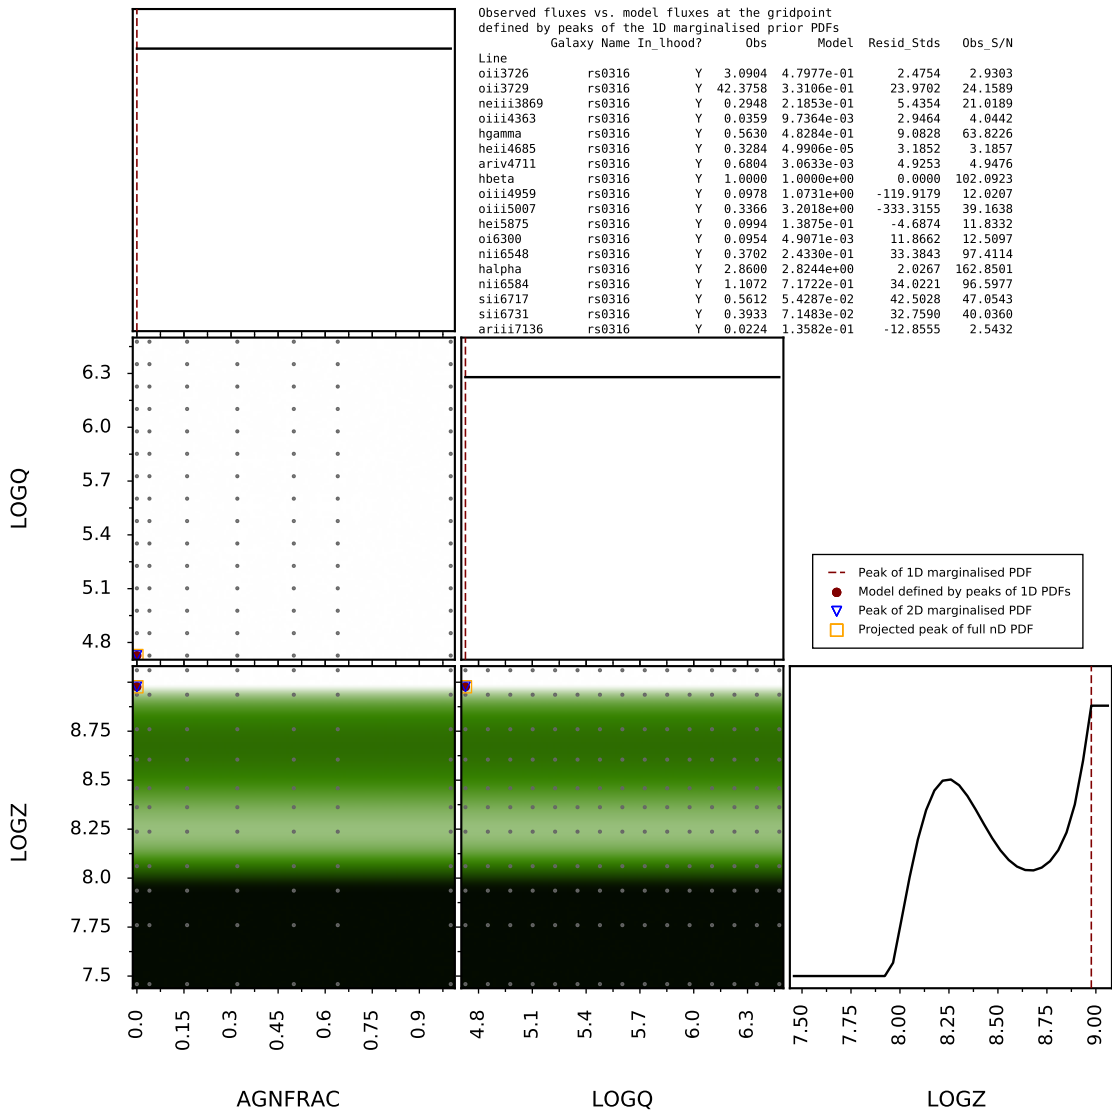 Observed fluxes vs. model fluxes at the gridpoint
defined by peaks of the 1D marginalised prior PDFs
Galaxy Name In_lhood? Obs Model Resid_Stds Obs_S/N
Line
oii3726 rs0316 Y 3.0904 4.7977e-01 2.4754 2.9303
oii3729 rs0316 Y 42.3758 3.3106e-01 23.9702 24.1589
neiii3869 rs0316 Y 0.2948 2.1853e-01 5.4354 21.0189
oiii4363 rs0316 Y 0.0359 9.7364e-03 2.9464 4.0442
hgamma rs0316 Y 0.5630 4.8284e-01 9.0828 63.8226
heii4685 rs0316 Y 0.3284 4.9906e-05 3.1852 3.1857
ariv4711 rs0316 Y 0.6804 3.0633e-03 4.9253 4.9476
hbeta rs0316 Y 1.0000 1.0000e+00 0.0000 102.0923
oiii4959 rs0316 Y 0.0978 1.0731e+00 -119.9179 12.0207
oiii5007 rs0316 Y 0.3366 3.2018e+00 -333.3155 39.1638
hei5875 rs0316 Y 0.0994 1.3875e-01 -4.6874 11.8332
oi6300 rs0316 Y 0.0954 4.9071e-03 11.8662 12.5097
nii6548 rs0316 Y 0.3702 2.4330e-01 33.3843 97.4114
halpha rs0316 Y 2.8600 2.8244e+00 2.0267 162.8501
nii6584 rs0316 Y 1.1072 7.1722e-01 34.0221 96.5977
sii6717 rs0316 Y 0.5612 5.4287e-02 42.5028 47.0543
sii6731 rs0316 Y 0.3933 7.1483e-02 32.7590 40.0360
ariii7136 rs0316 Y 0.0224 1.3582e-01 -12.8555 2.5432
LOGQ
6.3
6.0
5.7
5.4
5.1
4.8
Peak of 1D marginalised PDF
Model defined by peaks of 1D PDFs
Peak of 2D marginalised PDF
Projected peak of full nD PDF
LOGZ
8.75
8.5
8.25
8.0
7.75
7.5
0.0 0.15 0.3 0.45 0.6 0.75 0.9
4.8 5.1 5.4 5.7 6.0 6.3
7.50 7.75 8.00 8.25 8.50 8.75 9.00
AGNFRAC LOGQ LOGZ